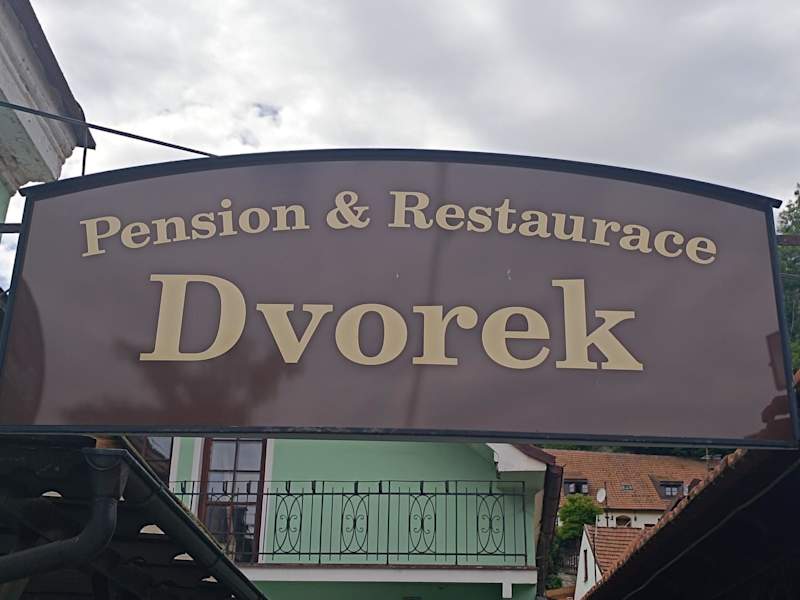 Pension & Restaurace
Dvorek